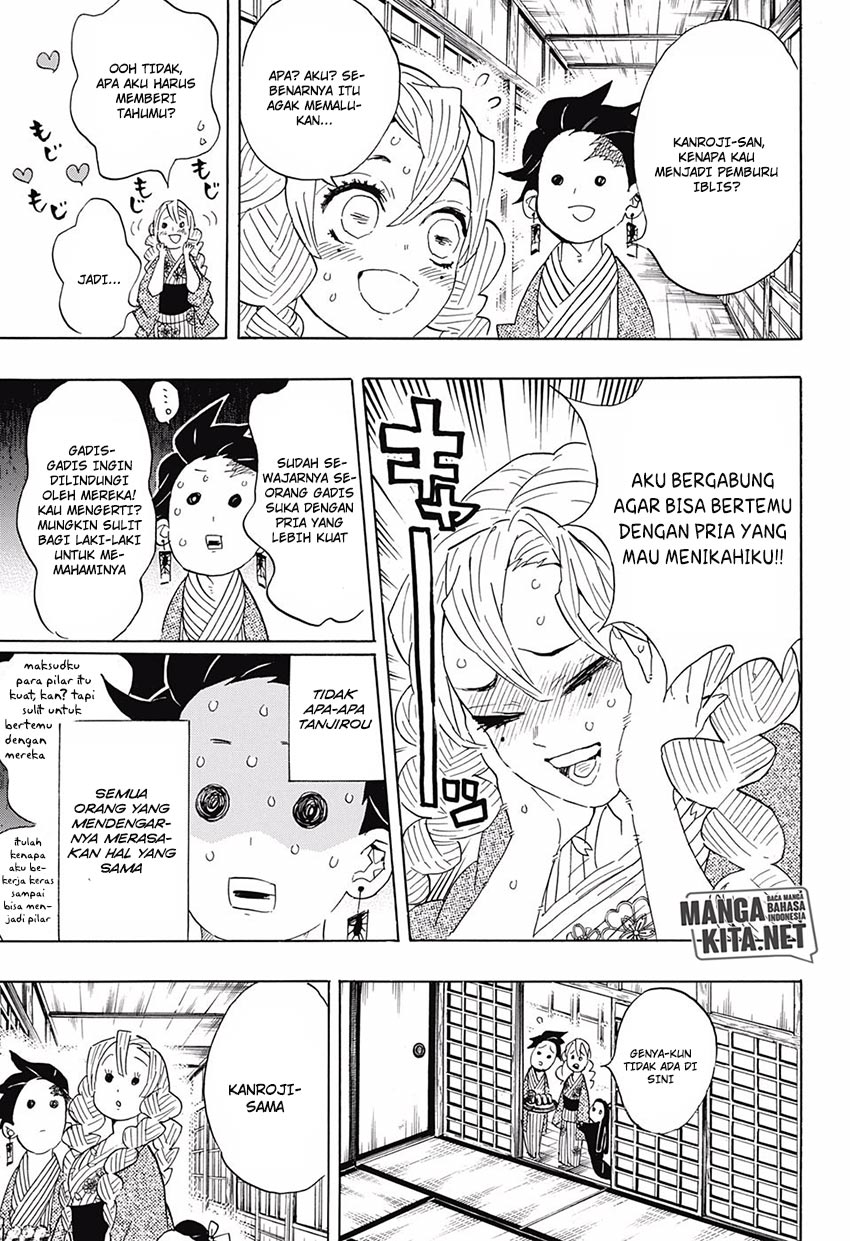 KANROJI-SAN,
KENAPA KAU
MENJADI PEMBURU
IBLIS?
APA? AKU? SE-
BENARNYA ITU
AGAK MEMALU-
KAN...
OOH TIDAK,
APA AKU HARUS
MEMBERI
TAHUMU?
もじ
もじ
もじ
JADI...
AKU BERGABUNG
AGAR BISA BERTEMU
DENGAN PRIA YANG
MAU MENIKAHIKU!!
キャーッ
SUDAH SE-
WAJARNYA SE-
ORANG GADIS
SUKA DENGAN
PRIA YANG
LEBIH KUAT
...
GADIS-
GADIS INGIN
DILINDUNGI
OLEH MEREKA!
KAU MENGERTI?
MUNGKIN SULIT
BAGI LAKI-LAKI
UNTUK ME-
MAHAMINYA
TIDAK
APA-APA
TANJIROU
SEMUA
ORANG YANG
MENDENGAR-
NYA MERASA-
KAN HAL YANG
SAMA
maksudku
para pilar itu
kuat, kan? tapi
sulit untuk
bertemu
dengan
mereka
itulah
kenapa
aku be-
kerja keras
sampai
bisa men-
jadi pilar
MANGA
KITA.NET
BACA MANGA
BAHASA
INDONESIA
GENYA-KUN
TIDAK ADA DI
SINI
KANROJI-
SAMA